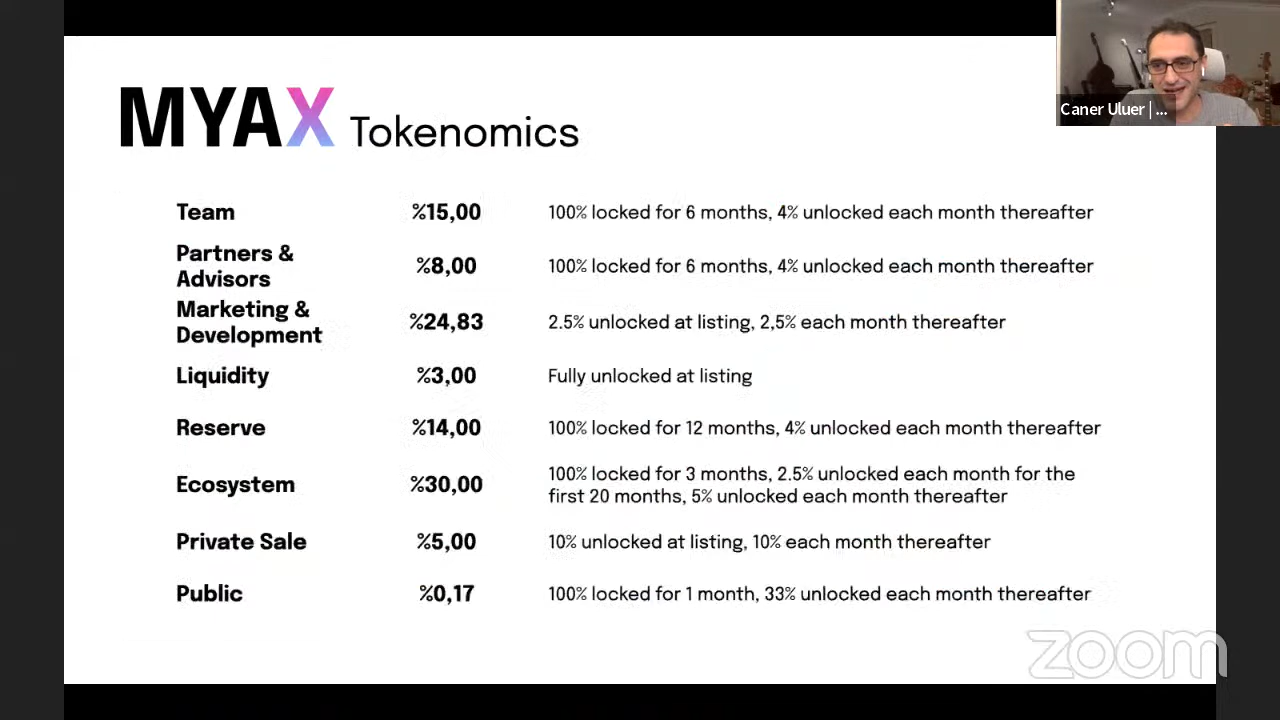 MYAX Tokenomics
Caner Uluer | ...
Team %15,00 100% locked for 6 months, 4% unlocked each month thereafter
Partners &
Advisors %8,00 100% locked for 6 months, 4% unlocked each month thereafter
Marketing &
Development %24,83 2.5% unlocked at listing, 2,5% each month thereafter
Liquidity %3,00 Fully unlocked at listing
Reserve %14,00 100% locked for 12 months, 4% unlocked each month thereafter
Ecosystem %30,00 100% locked for 3 months, 2.5% unlocked each month for the
first 20 months, 5% unlocked each month thereafter
Private Sale %5,00 10% unlocked at listing, 10% each month thereafter
Public %0,17 100% locked for 1 month, 33% unlocked each month thereafter
zoom